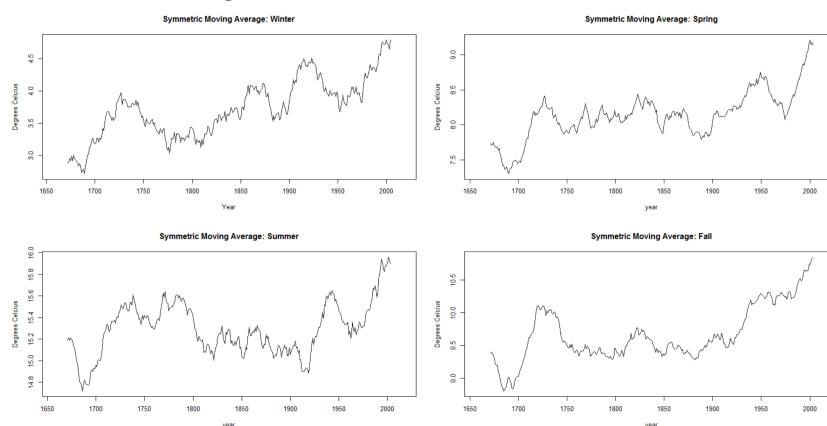 Symmetric Moving Average: Winter
Degrees Celcius
4.5
4.0
3.5
3.0
1650 1700 1750 1800 1850 1900 1950 2000
Year
Symmetric Moving Average: Spring
Degrees Celcius
9.0
8.5
8.0
7.5
1650 1700 1750 1800 1850 1900 1950 2000
year
Symmetric Moving Average: Summer
Degrees Celcius
16.0
15.8
15.6
15.4
15.2
15.0
14.8
1650 1700 1750 1800 1850 1900 1950 2000
year
Symmetric Moving Average: Fall
Degrees Celcius
10.5
10.0
9.5
9.0
1650 1700 1750 1800 1850 1900 1950 2000
year